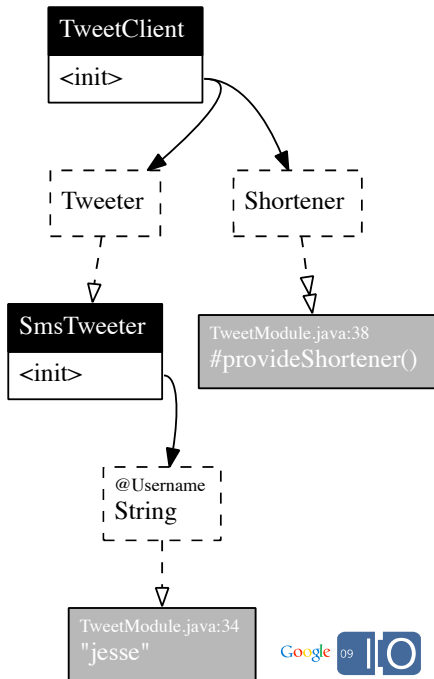 TweetClient
<init>
Tweeter
Shortener
SmsTweeter
<init>
TweetModule.java:38
#provideShortener()
@Username
String
TweetModule.java:34
"jesse"
Google 09 IO